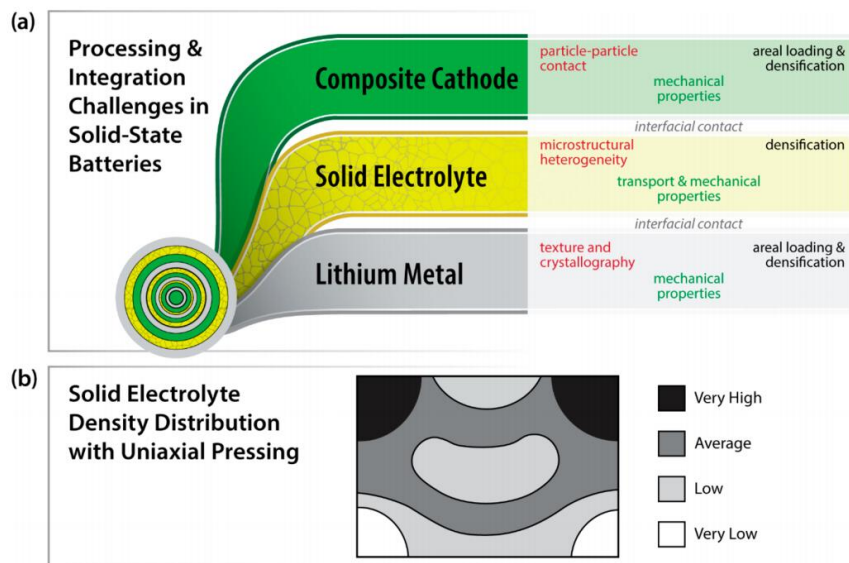 (a)
Processing &
Integration
Challenges in
Solid-State
Batteries
Composite Cathode
particle-particle
contact
areal loading &
densification
mechanical
properties
interfacial contact
Solid Electrolyte
microstructural
heterogeneity
densification
transport & mechanical
properties
interfacial contact
Lithium Metal
texture and
crystallography
areal loading &
densification
mechanical
properties
(b)
Solid Electrolyte
Density Distribution
with Uniaxial Pressing
Very High
Average
Low
Very Low